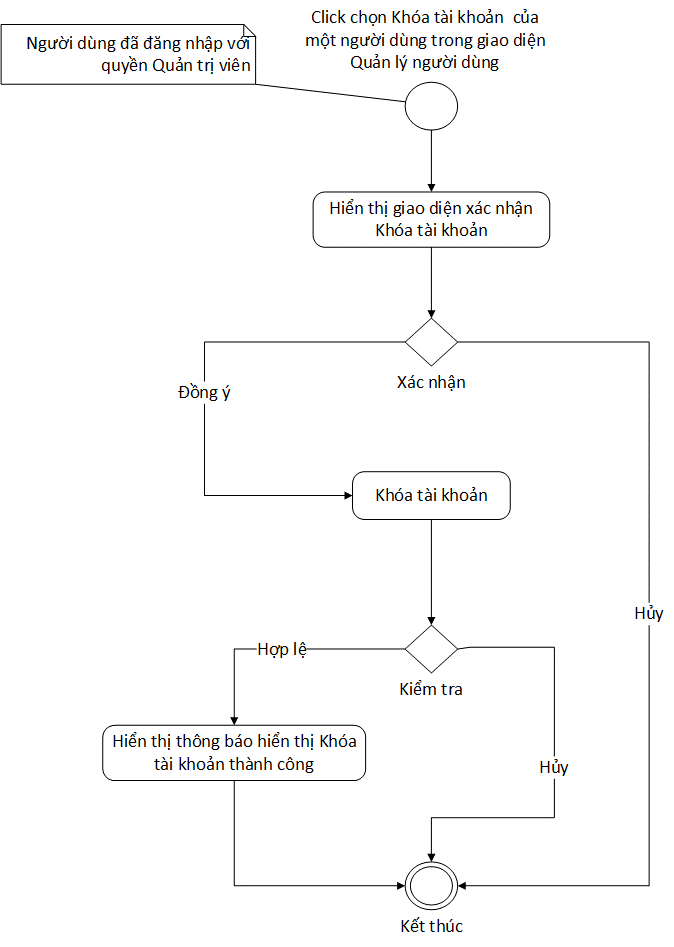 Click chọn Khóa tài khoản của
một người dùng trong giao diện
Quản lý người dùng
Người dùng đã đăng nhập với
quyền Quản trị viên
Hiển thị giao diện xác nhận
Khóa tài khoản
Xác nhận
Đồng ý
Khóa tài khoản
Hủy
Hợp lệ
Kiểm tra
Hiển thị thông báo hiển thị Khóa
tài khoản thành công
Hủy
Kết thúc